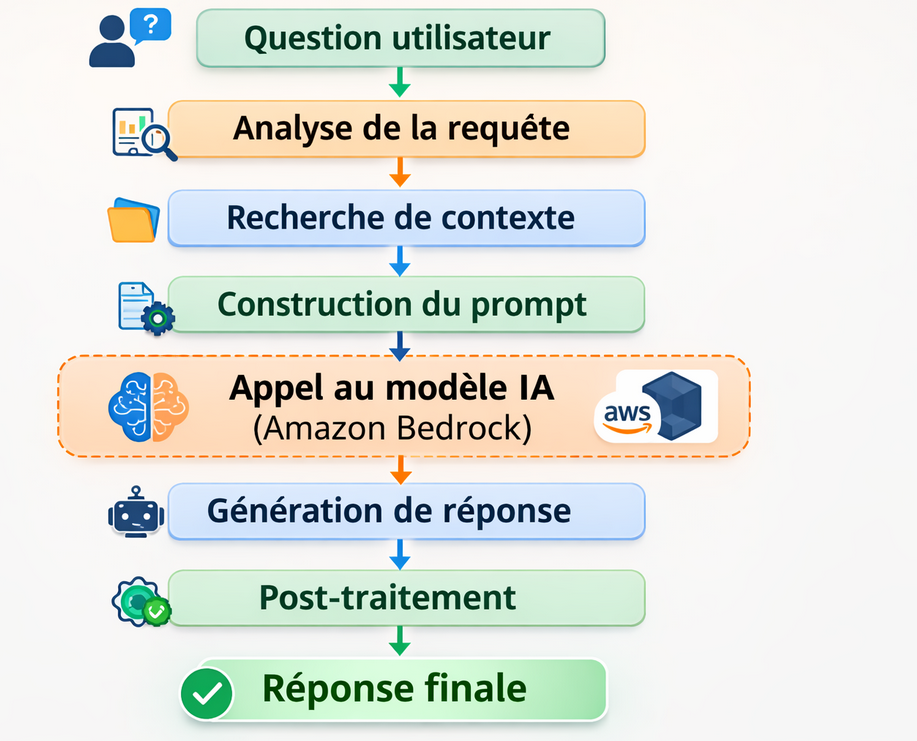 ?
Question utilisateur
Analyse de la requête
Recherche de contexte
Construction du prompt
Appel au modèle IA
(Amazon Bedrock)
aws
Génération de réponse
Post-traitement
Réponse finale